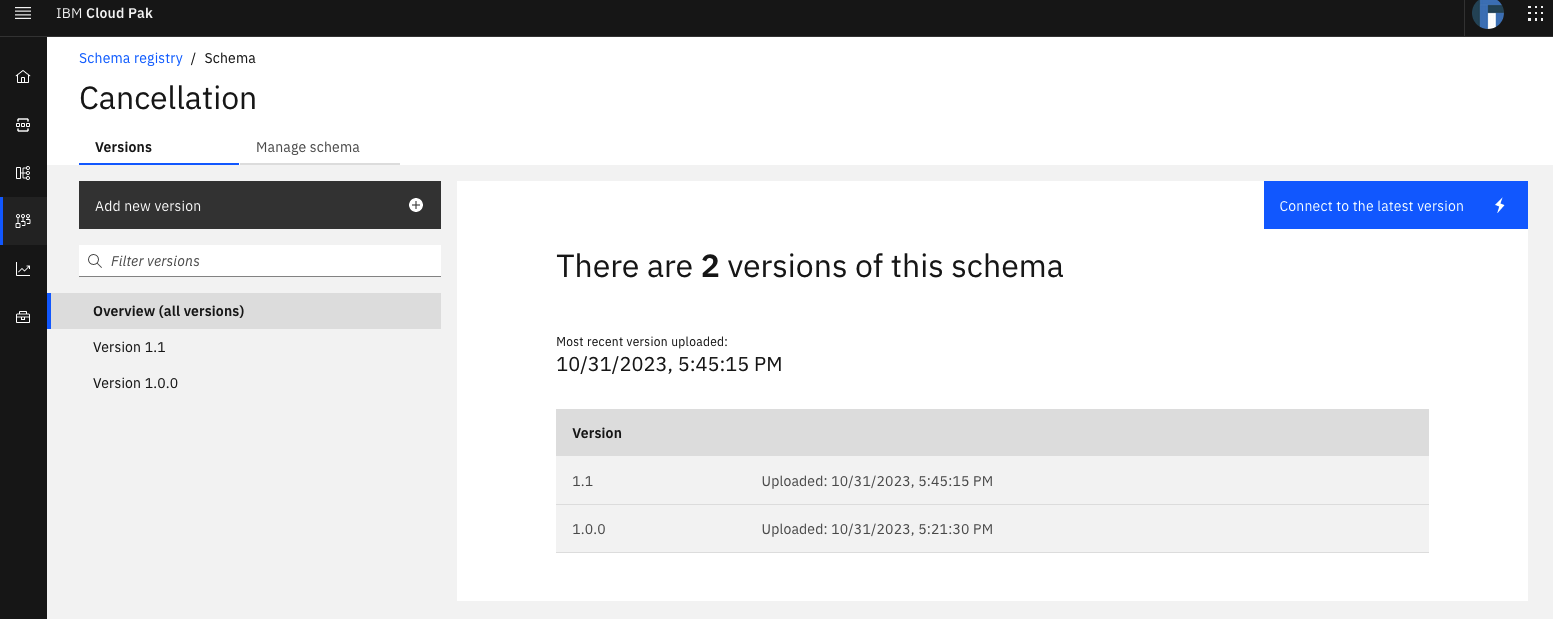 IBM Cloud Pak
Schema registry / Schema
Cancellation
Versions
Manage schema
Add new version
Filter versions
Overview (all versions)
Version 1.1
Version 1.0.0
Connect to the latest version
There are 2 versions of this schema
Most recent version uploaded:
10/31/2023, 5:45:15 PM
Version
1.1 Uploaded: 10/31/2023, 5:45:15 PM
1.0.0 Uploaded: 10/31/2023, 5:21:30 PM